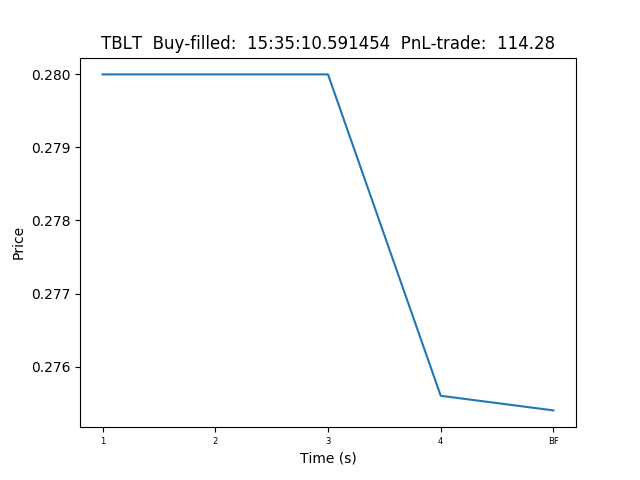 TBLT  Buy-filled:  15:35:10.591454  PnL-trade:  114.28
0.280
0.279
0.278
0.277
0.276
Price
1 2 3 4 BF
Time (s)